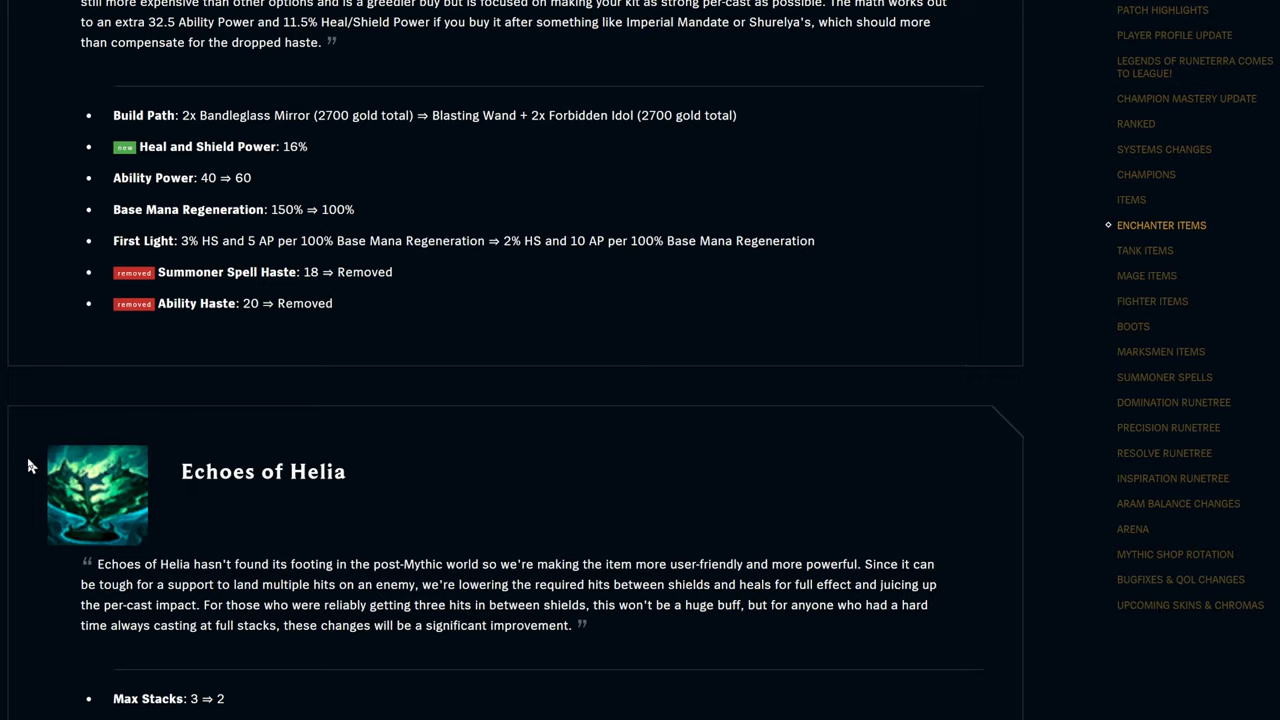 still more expensive than other options and is a greedier buy but is focused on making your kit as strong per-cast as possible. The math works out
to an extra 32.5 Ability Power and 11.5% Heal/Shield Power if you buy it after something like Imperial Mandate or Shurelya's, which should more
than compensate for the dropped haste. ”
• Build Path: 2x Bandleglass Mirror (2700 gold total) ⇒ Blasting Wand + 2x Forbidden Idol (2700 gold total)
• new Heal and Shield Power: 16%
• Ability Power: 40 ⇒ 60
• Base Mana Regeneration: 150% ⇒ 100%
• First Light: 3% HS and 5 AP per 100% Base Mana Regeneration ⇒ 2% HS and 10 AP per 100% Base Mana Regeneration
• removed Summoner Spell Haste: 18 ⇒ Removed
• removed Ability Haste: 20 ⇒ Removed
Echoes of Helia
“ Echoes of Helia hasn't found its footing in the post-Mythic world so we're making the item more user-friendly and more powerful. Since it can
be tough for a support to land multiple hits on an enemy, we're lowering the required hits between shields and heals for full effect and juicing up
the per-cast impact. For those who were reliably getting three hits in between shields, this won't be a huge buff, but for anyone who had a hard
time always casting at full stacks, these changes will be a significant improvement. ”
• Max Stacks: 3 ⇒ 2
PATCH HIGHLIGHTS
PLAYER PROFILE UPDATE
LEGENDS OF RUNETERRA COMES
TO LEAGUE!
CHAMPION MASTERY UPDATE
RANKED
SYSTEMS CHANGES
CHAMPIONS
ITEMS
ENCHANTER ITEMS
TANK ITEMS
MAGE ITEMS
FIGHTER ITEMS
BOOTS
MARKSMEN ITEMS
SUMMONER SPELLS
DOMINATION RUNETREE
PRECISION RUNETREE
RESOLVE RUNETREE
INSPIRATION RUNETREE
ARAM BALANCE CHANGES
ARENA
MYTHIC SHOP ROTATION
BUGFIXES & QOL CHANGES
UPCOMING SKINS & CHROMAS